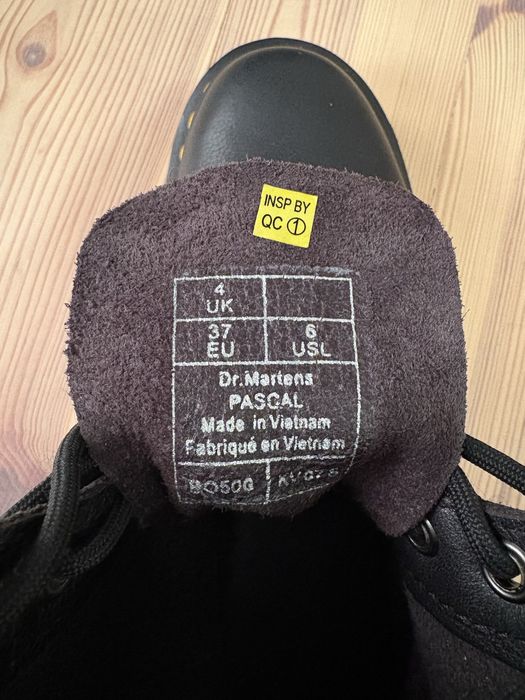 INSP BY
QC ①
4
UK
37 6
EU USL
Dr.Martens
PASCAL
Made in Vietnam
Fabriqué en Vietnam